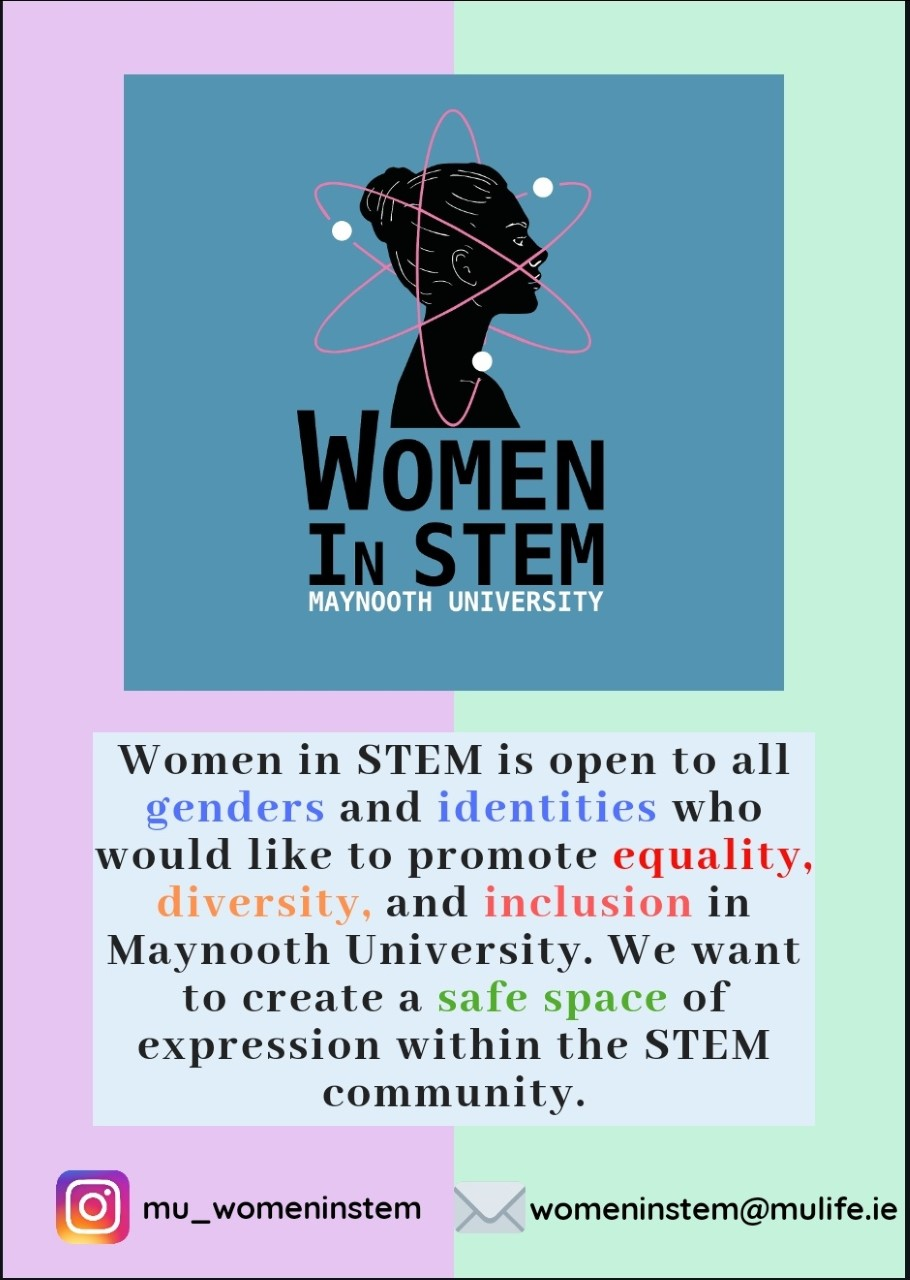 WOMEN
IN STEM
MAYNOOTH UNIVERSITY
Women in STEM is open to all
genders and identities who
would like to promote equality,
diversity, and inclusion in
Maynooth University. We want
to create a safe space of
expression within the STEM
community.
mu_womeninstem
womeninstem@mulife.ie